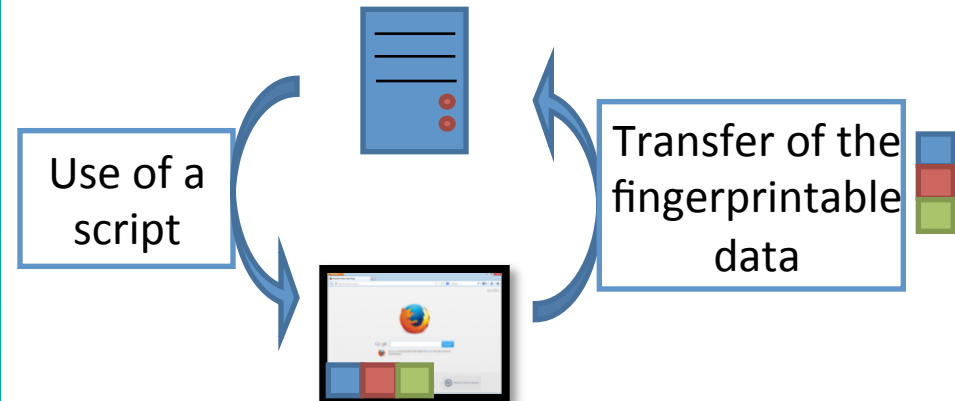 Use of a
script
Transfer of the
fingerprintable
data